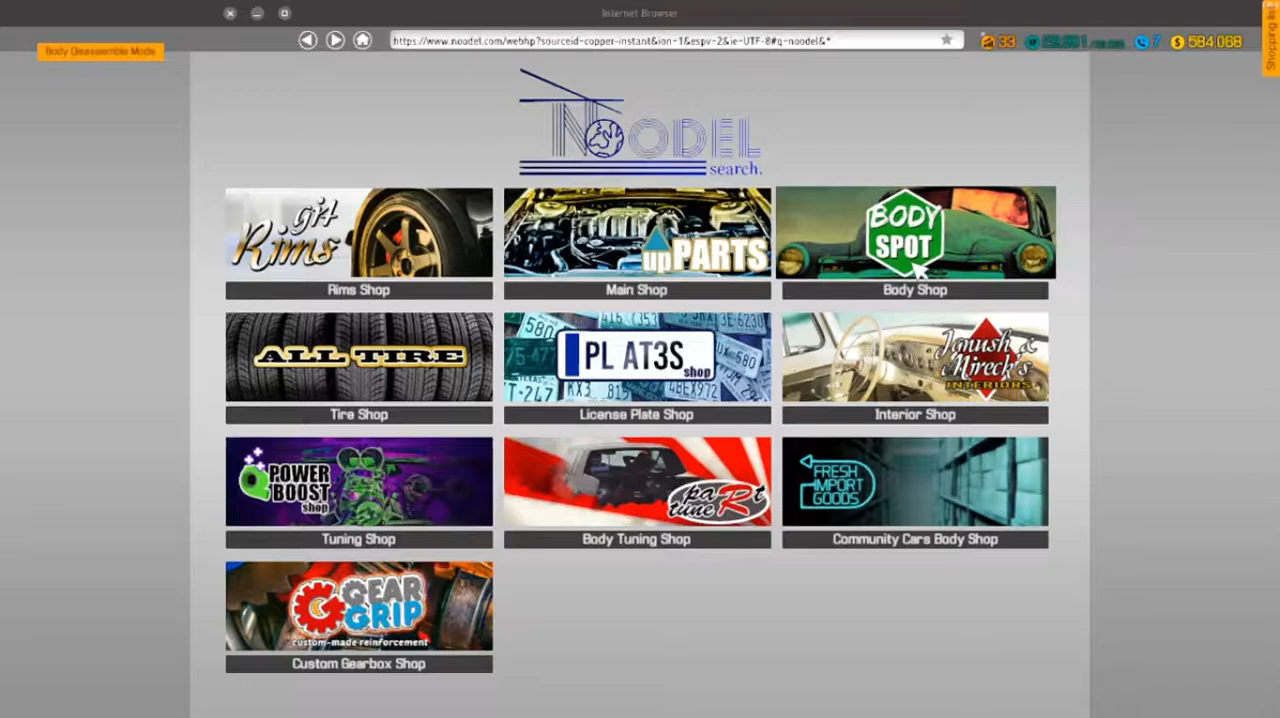 Internet Browser
Body Disassemble Mode
https://www.noodel.com/webhp?sourceid-copper-instant&ion-1&espv-2&ie-UTF-8#q-noodel&*
33
7
584,068
NOODEL
search.
git Rims
Rims Shop
upPARTS
Main Shop
BODY
SPOT
Body Shop
ALL TIRE
Tire Shop
PL AT3S
shop
License Plate Shop
Janush &
Mireck's
INTERIORS
Interior Shop
POWER
BOOST
shop
Tuning Shop
paRt
tune
Body Tuning Shop
FRESH
IMPORT
GOODS
Community Cars Body Shop
GEAR
GRIP
custom-made reinforcement
Custom Gearbox Shop